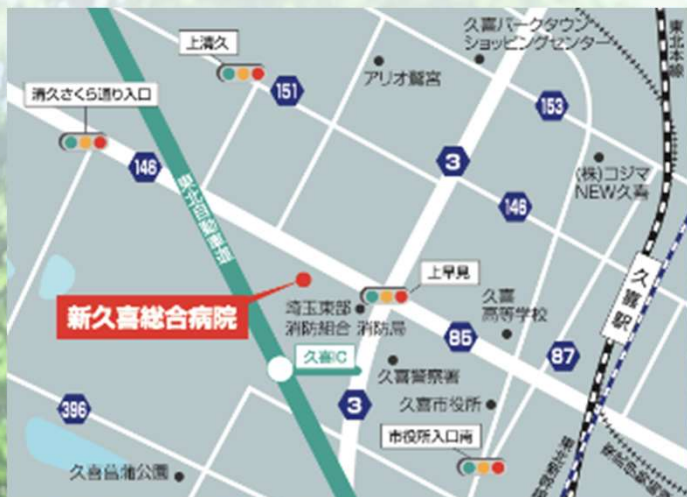 上清久
151
アリオ鷲宮
久喜パークタウン
ショッピングセンター
東北本線
清久さくら通り入口
146
3
153
(株)コジマ
NEW久喜
146
新久喜総合病院
埼玉東部
消防組合 消防局
上早見
久喜
高等学校
久喜駅
久喜IC
85
87
久喜警察署
3
久喜市役所
396
市役所入口南
久喜菖蒲公園